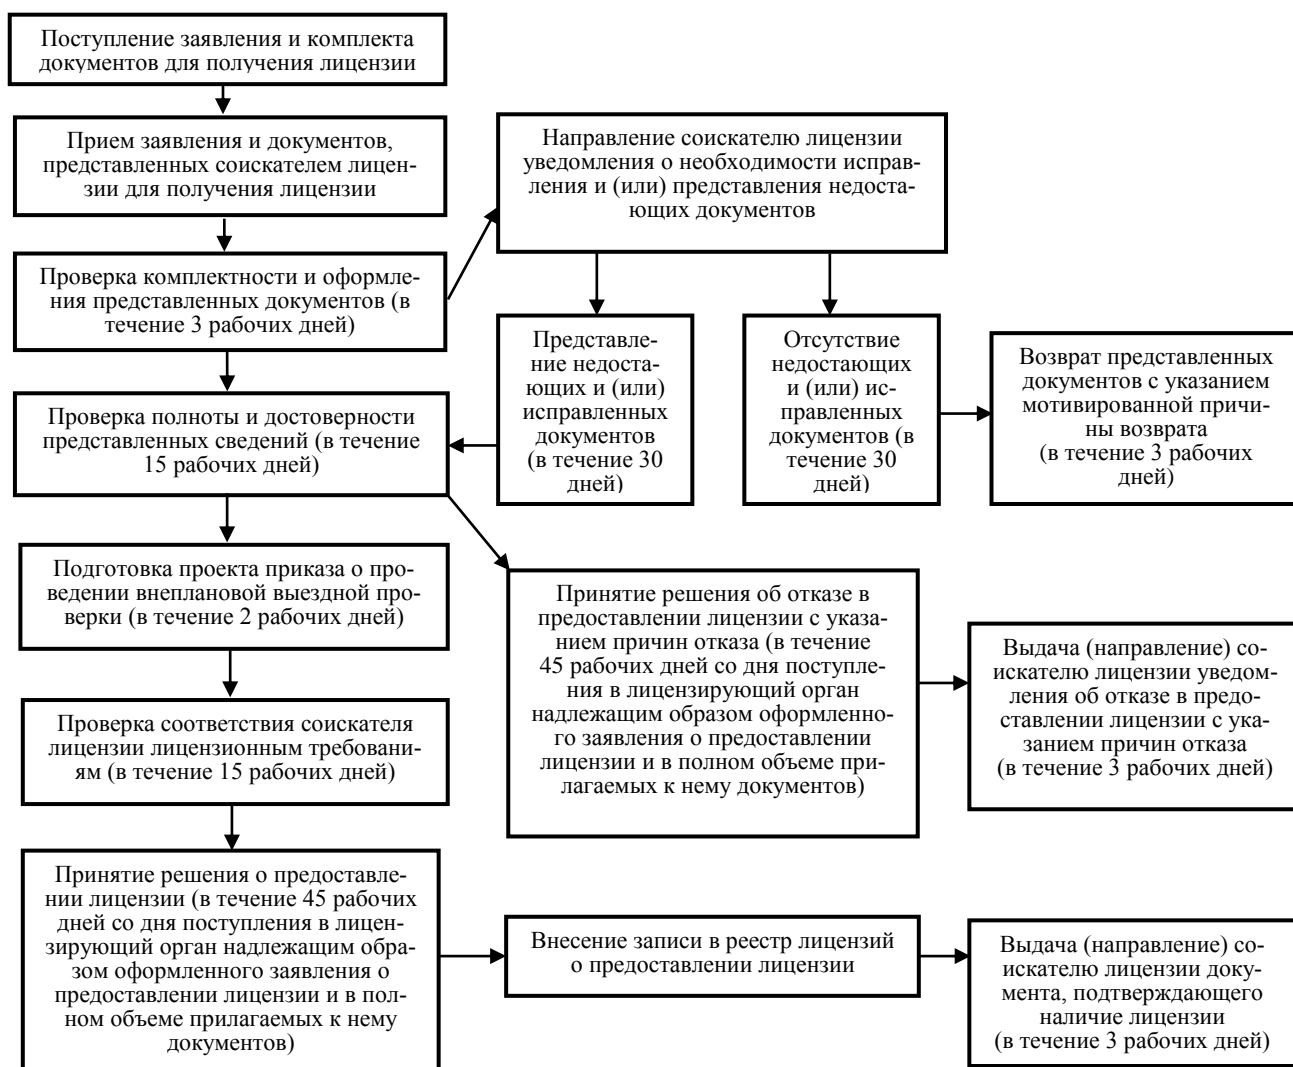 Поступление заявления и комплекта
документов для получения лицензии
Прием заявления и документов,
представленных соискателем лицен-
зии для получения лицензии
Направление соискателю лицензии
уведомления о необходимости исправ-
ления и (или) представления недоста-
ющих документов
Проверка комплектности и оформле-
ния представленных документов (в
течение 3 рабочих дней)
Представле-
ние недоста-
ющих и (или)
исправленных
документов
(в течение 30
дней)
Отсутствие
недостающих
и (или) ис-
правленных
документов (в
течение 30
дней)
Возврат представленных
документов с указанием
мотивированной причи-
ны возврата
(в течение 3 рабочих
дней)
Проверка полноты и достоверности
представленных сведений (в течение
15 рабочих дней)
Подготовка проекта приказа о про-
ведении внеплановой выездной про-
верки (в течение 2 рабочих дней)
Принятие решения об отказе в
предоставлении лицензии с указа-
нием причин отказа (в течение
45 рабочих дней со дня поступле-
ния в лицензирующий орган
надлежащим образом оформленно-
го заявления о предоставлении
лицензии и в полном объеме при-
лагаемых к нему документов)
Выдача (направление) со-
искателю лицензии уведом-
ления об отказе в предо-
ставлении лицензии с ука-
занием причин отказа
(в течение 3 рабочих дней)
Проверка соответствия соискателя
лицензии лицензионным требовани-
ям (в течение 15 рабочих дней)
Принятие решения о предоставле-
нии лицензии (в течение 45 рабочих
дней со дня поступления в лицен-
зирующий орган надлежащим обра-
зом оформленного заявления о
предоставлении лицензии и в пол-
ном объеме прилагаемых к нему
документов)
Внесение записи в реестр лицензий
о предоставлении лицензии
Выдача (направление) со-
искателю лицензии доку-
мента, подтверждающего
наличие лицензии
(в течение 3 рабочих дней)